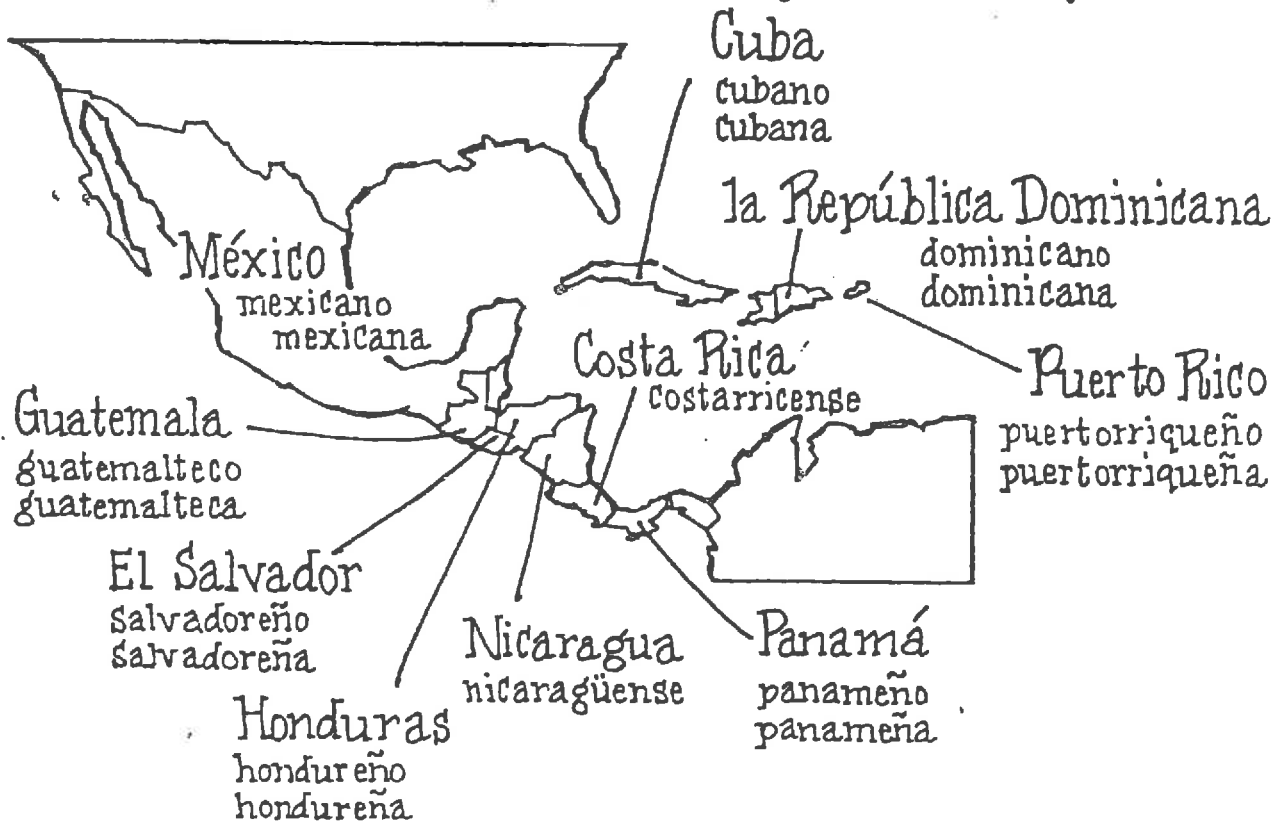 Cuba
cubano
cubana
la República Dominicana
dominicano
dominicana
México
mexicano
mexicana
Costa Rica
costarricense
Puerto Rico
puertorriqueño
puertorriqueña
Guatemala
guatemalteco
guatemalteca
El Salvador
salvadoreño
salvadoreña
Nicaragua
nicaragüense
Panamá
panameño
panameña
Honduras
hondureño
hondureña